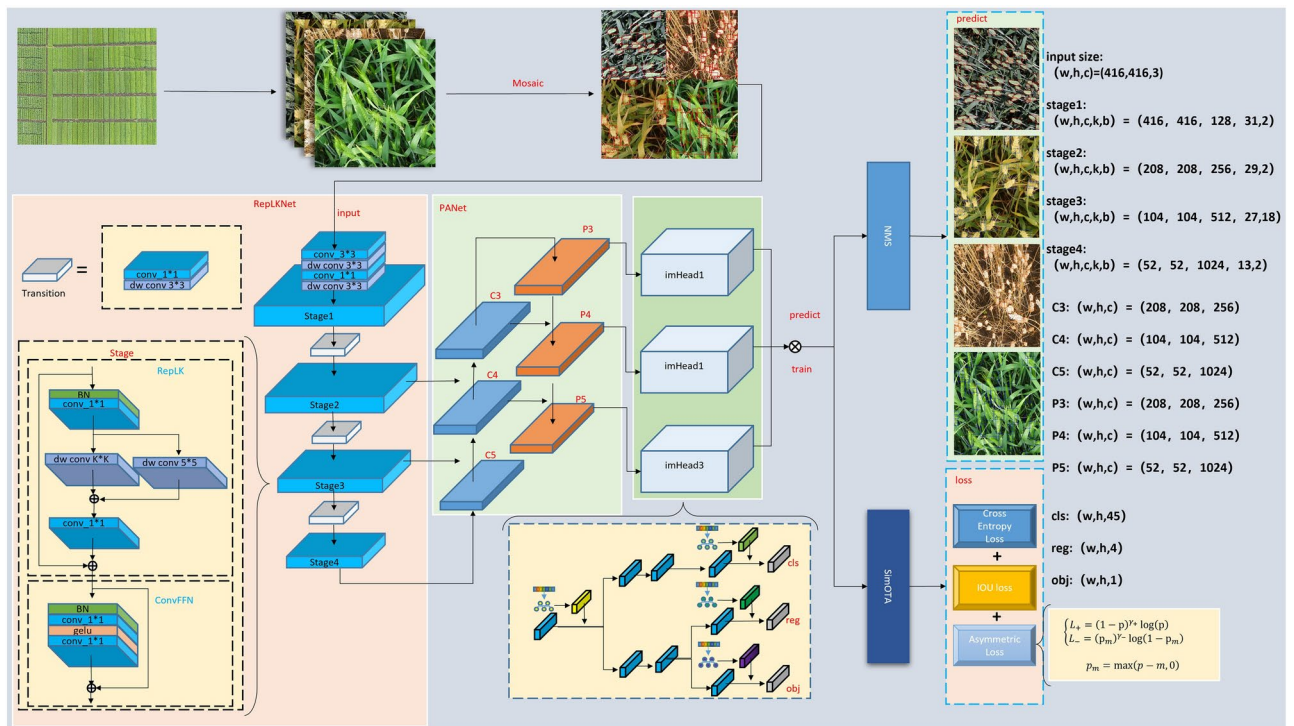 Mosaic
RepLKNet
input
Transition
=
conv_1*1
dw conv 3*3
conv_3*3
dw conv 3*3
conv_1*1
dw conv 3*3
Stage1
Stage2
Stage3
Stage4
Stage
RepLK
BN
conv_1*1
dw conv K*K
dw conv 5*5
conv_1*1
ConvFFN
BN
conv_1*1
gelu
conv_1*1
PANet
C3
C4
C5
P3
P4
P5
imHead1
imHead1
imHead3
cls
reg
obj
predict
train
NMS
SimOTA
predict
loss
Cross
Entropy
Loss
+
IOU loss
+
Asymmetric
Loss
input size:
(w,h,c)=(416,416,3)
stage1:
(w,h,c,k,b) = (416, 416, 128, 31,2)
stage2:
(w,h,c,k,b) = (208, 208, 256, 29,2)
stage3:
(w,h,c,k,b) = (104, 104, 512, 27,18)
stage4:
(w,h,c,k,b) = (52, 52, 1024, 13,2)
C3: (w,h,c) = (208, 208, 256)
C4: (w,h,c) = (104, 104, 512)
C5: (w,h,c) = (52, 52, 1024)
P3: (w,h,c) = (208, 208, 256)
P4: (w,h,c) = (104, 104, 512)
P5: (w,h,c) = (52, 52, 1024)
cls: (w,h,45)
reg: (w,h,4)
obj: (w,h,1)
L₊ = (1 − p)^γ₊ log(p)
L₋ = (pₘ)^γ₋ log(1 − pₘ)
pₘ = max(p − m, 0)